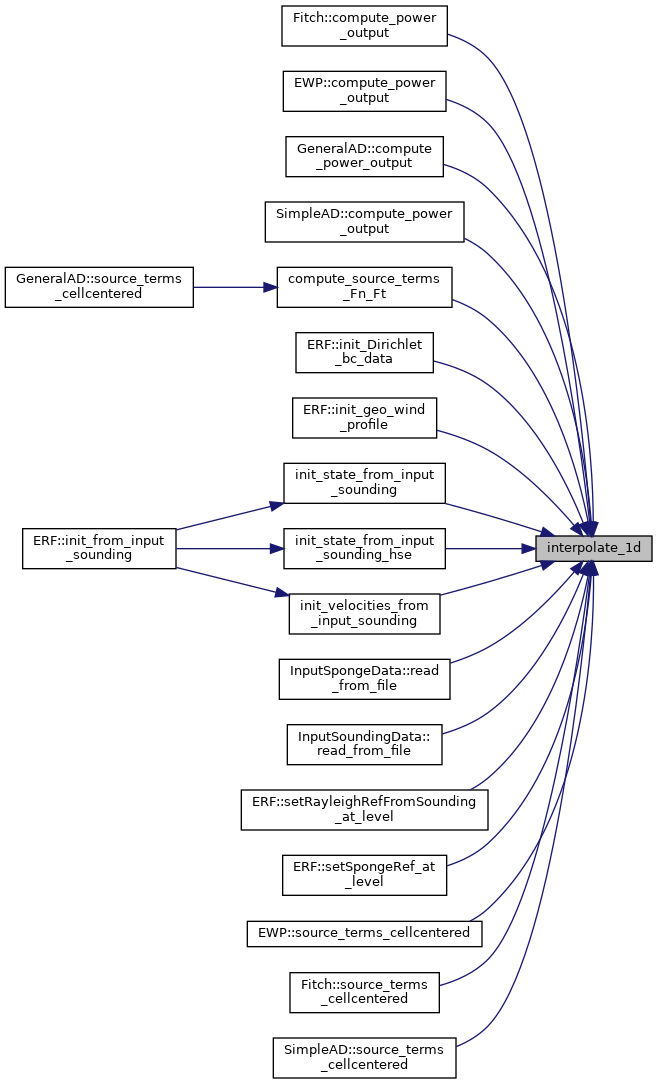 Fitch::compute_power
_output
EWP::compute_power
_output
GeneralAD::compute
_power_output
SimpleAD::compute_power
_output
GeneralAD::source_terms
_cellcentered
compute_source_terms
_Fn_Ft
ERF::init_Dirichlet
_bc_data
ERF::init_geo_wind
_profile
init_state_from_input
_sounding
ERF::init_from_input
_sounding
init_state_from_input
_sounding_hse
interpolate_1d
init_velocities_from
_input_sounding
InputSpongeData::read
_from_file
InputSoundingData::
read_from_file
ERF::setRayleighRefFromSounding
_at_level
ERF::setSpongeRef_at
_level
EWP::source_terms_cellcentered
Fitch::source_terms
_cellcentered
SimpleAD::source_terms
_cellcentered